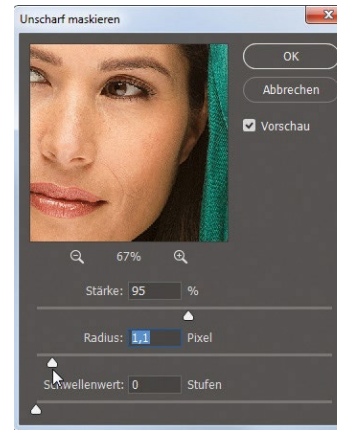 Unscharf maskieren
OK
Abbrechen
Vorschau
67%
Stärke: 95 %
Radius: 1,1 Pixel
Schwellenwert: 0 Stufen